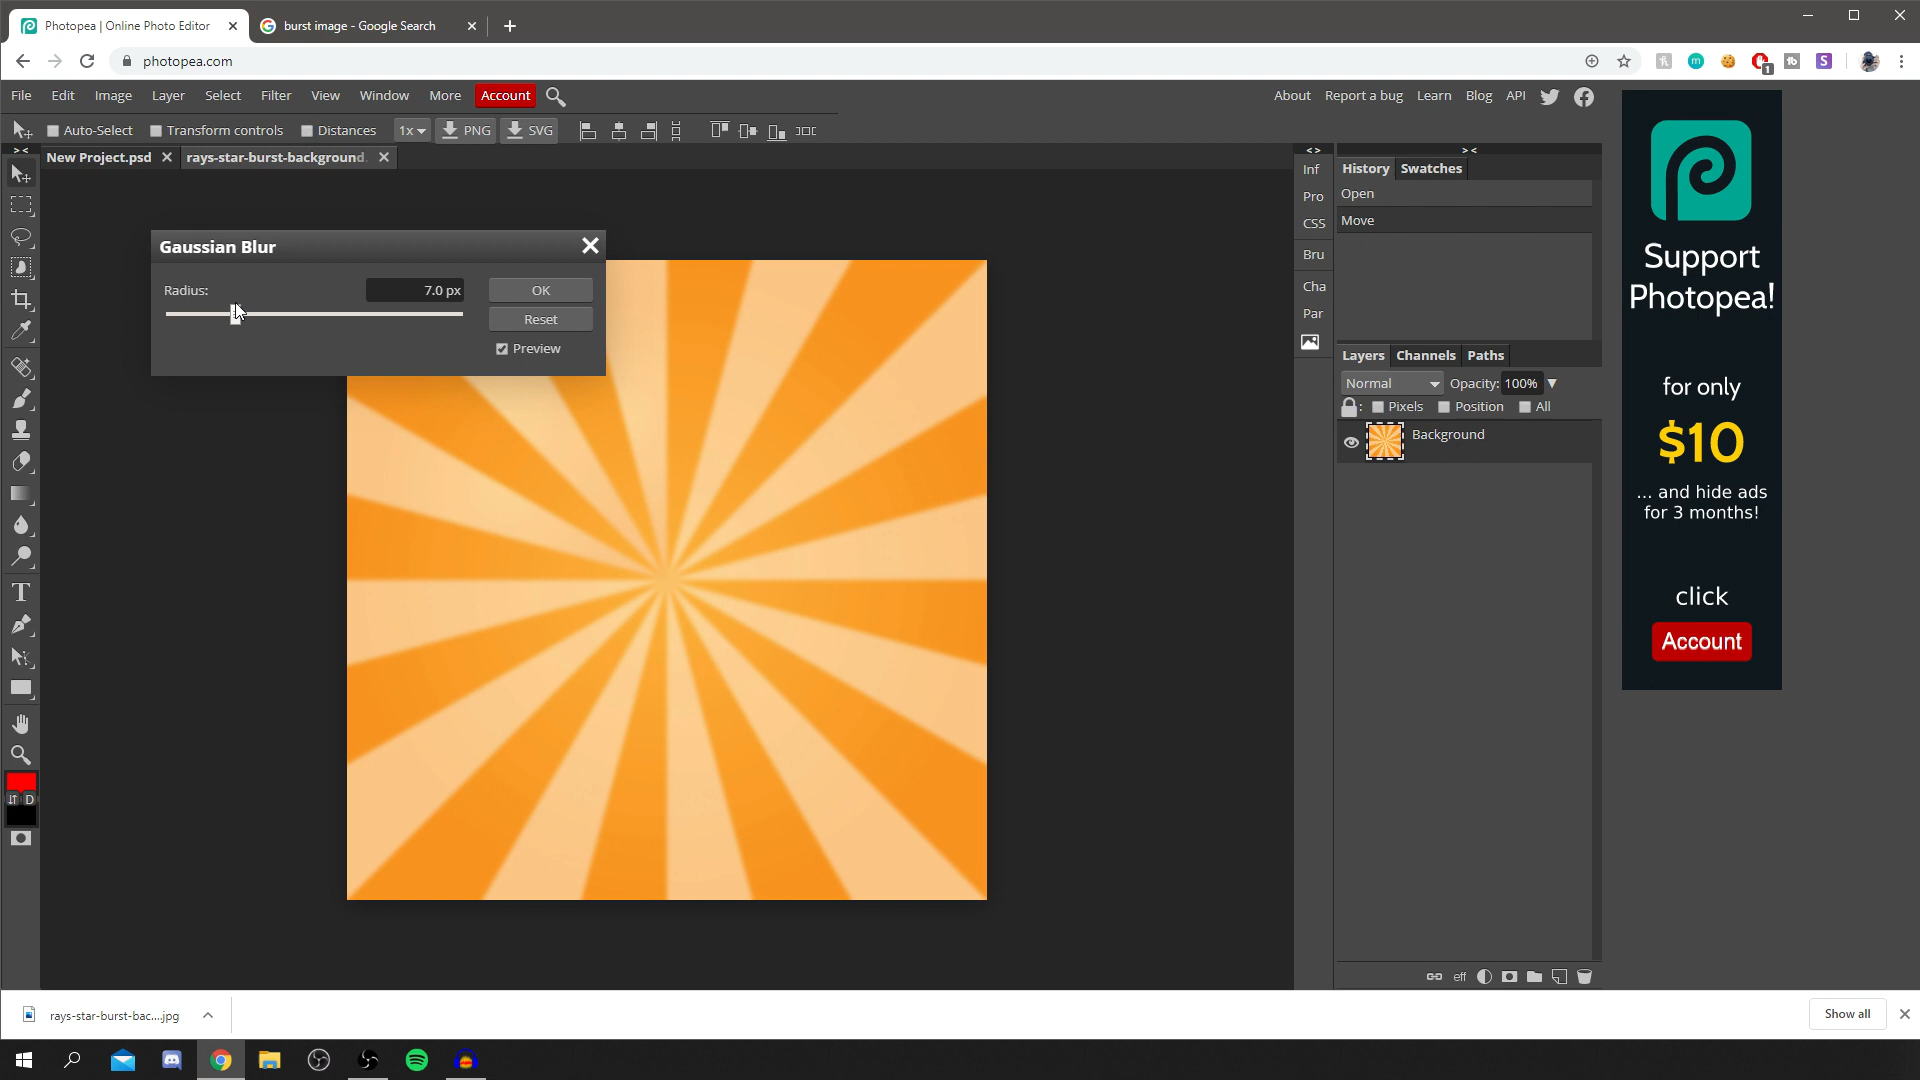 Photopea | Online Photo Editor
burst image - Google Search
photopea.com
1
File Edit Image Layer Select Filter View Window More Account
About Report a bug Learn Blog API
Auto-Select Transform controls Distances 1x PNG SVG
New Project.psd
rays-star-burst-background.
Gaussian Blur
Radius: 7.0 px
OK
Reset
Preview
Inf
Pro
CSS
Bru
Cha
Par
History Swatches
Open
Move
Layers Channels Paths
Normal Opacity: 100%
: Pixels Position All
Background
eff
D
T
Support
Photopea!
for only
$10
... and hide ads
for 3 months!
click
Account
rays-star-burst-bac....jpg
Show all